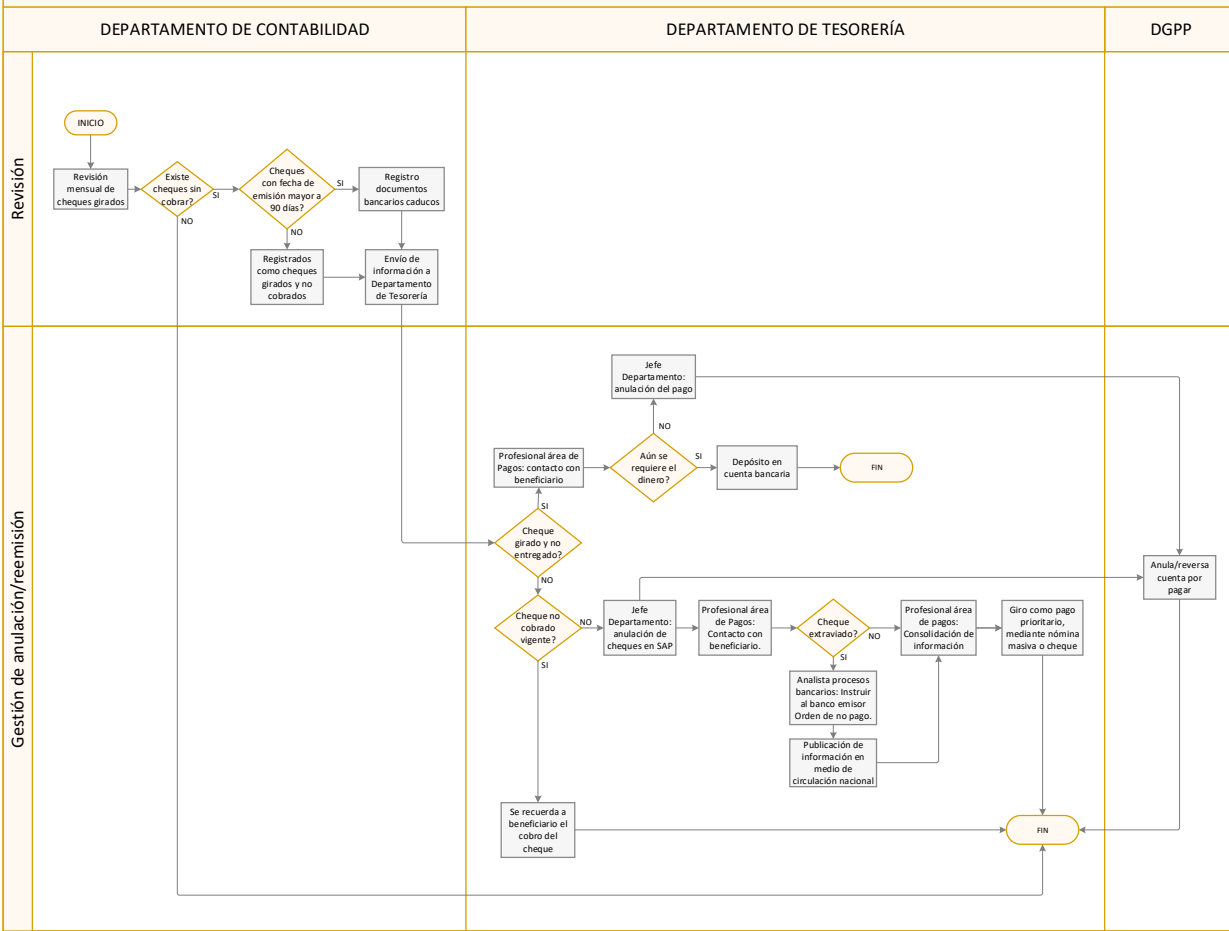 DEPARTAMENTO DE CONTABILIDAD
DEPARTAMENTO DE TESORERÍA
DGPP
Revisión
INICIO
Revisión
mensual de
cheques girados
Existe
cheques sin
cobrar?
SI
NO
Cheques
con fecha de
emisión mayor a
90 días?
SI
NO
Registro
documentos
bancarios caducos
Registrados
como cheques
girados y no
cobrados
Envío de
información a
Departamento
de Tesorería
Gestión de anulación/reemisión
Jefe
Departamento:
anulación del pago
NO
Profesional área de
Pagos: contacto con
beneficiario
Aún se
requiere el
dinero?
SI
Depósito en
cuenta bancaria
FIN
SI
Cheque
girado y no
entregado?
NO
Anula/reversa
cuenta por
pagar
Cheque no
cobrado
vigente?
NO
SI
Jefe
Departamento:
anulación de
cheques en SAP
Profesional área
de Pagos:
Contacto con
beneficiario.
Cheque
extraviado?
NO
SI
Profesional área
de pagos:
Consolidación de
información
Giro como pago
prioritario,
mediante nómina
masiva o cheque
Analista procesos
bancarios: Instruir
al banco emisor
Orden de no pago.
Publicación de
información en
medio de
circulación nacional
Se recuerda a
beneficiario el
cobro del
cheque
FIN